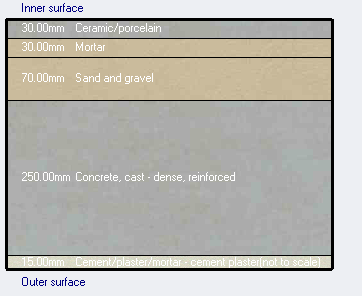 Inner surface
30.00mm Ceramic/porcelain
30.00mm Mortar
70.00mm Sand and gravel
250.00mm Concrete, cast - dense, reinforced
15.00mm Cement/plaster/mortar - cement plaster(not to scale)
Outer surface